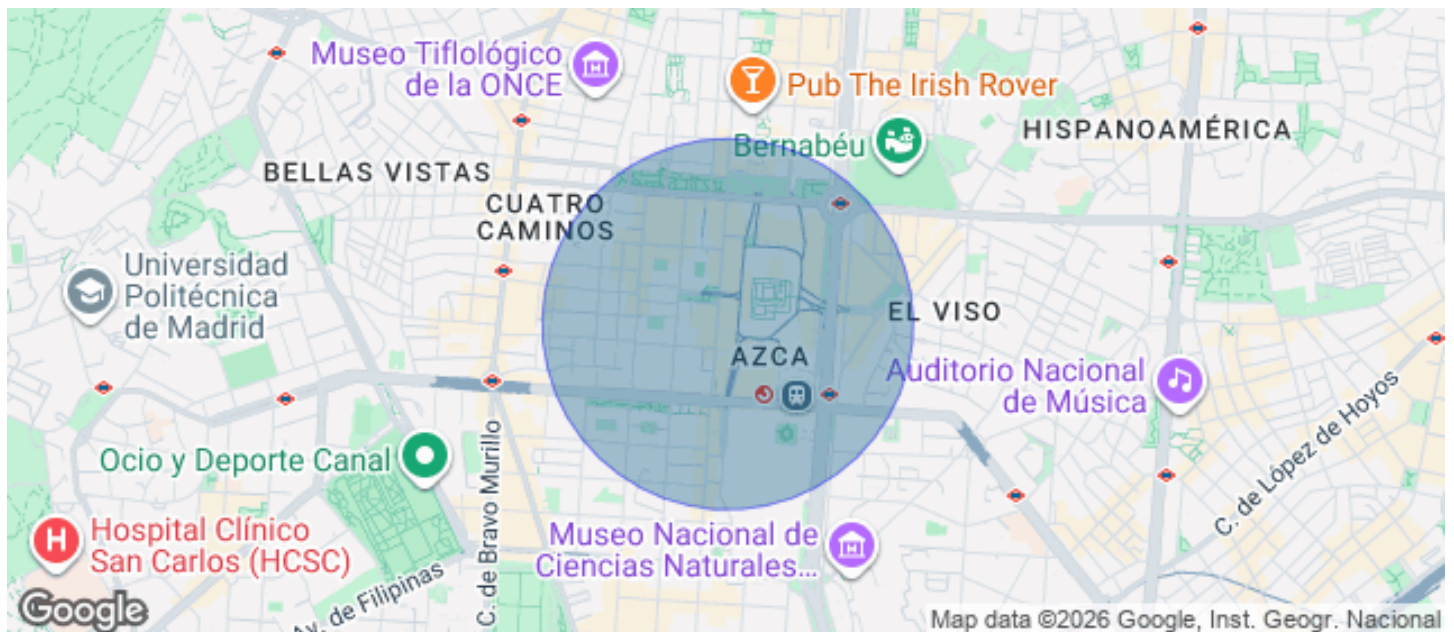 Museo Tiflológico
de la ONCE
Pub The Irish Rover
Bernabéu
HISPANOAMÉRICA
BELLAS VISTAS
CUATRO
CAMINOS
Universidad
Politécnica
de Madrid
EL VISO
AZCA
Auditorio Nacional
de Música
Ocio y Deporte Canal
C. de Bravo Murillo
C. de López de Hoyos
H
Hospital Clínico
San Carlos (HCSC)
Museo Nacional de
Ciencias Naturales...
Av. de Filipinas
Google
Map data ©2026 Google, Inst. Geogr. Nacional